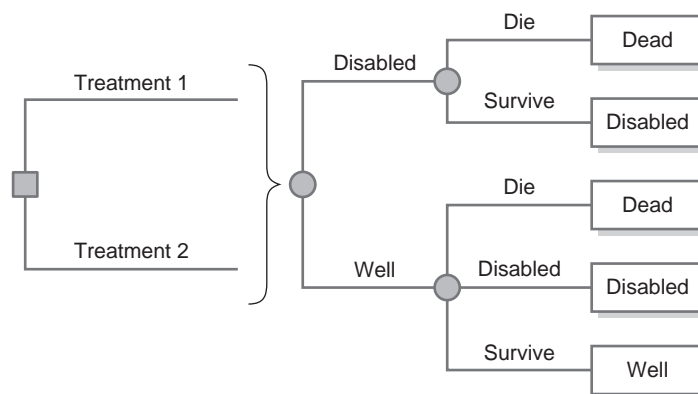 Die
Dead
Disabled
Treatment 1
Survive
Disabled
Die
Dead
Treatment 2
Well
Disabled
Disabled
Survive
Well